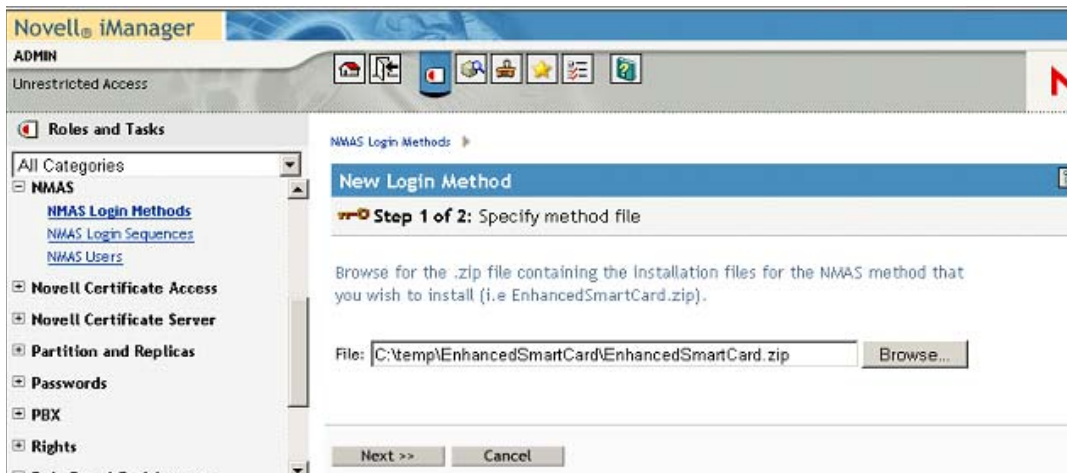 Novell® iManager
ADMIN
Unrestricted Access
N
Roles and Tasks
All Categories
NMAS
NMAS Login Methods
NMAS Login Sequences
NMAS Users
Novell Certificate Access
Novell Certificate Server
Partition and Replicas
Passwords
PBX
Rights
NMAS Login Methods
New Login Method
Step 1 of 2: Specify method file
Browse for the .zip file containing the installation files for the NMAS method that
you wish to install (i.e EnhancedSmartCard.zip).
File: C:\temp\EnhancedSmartCard\EnhancedSmartCard.zip Browse...
Next >> Cancel